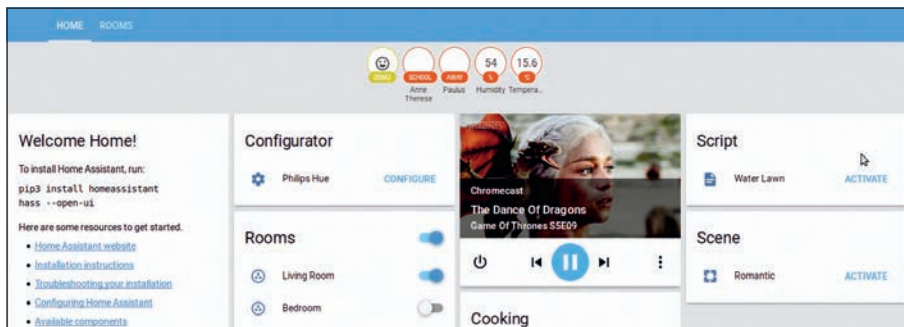 HOME ROOMS
DEMO SCHOOL AWAY 54 % 15.6 °C
Anne Therese Paulus Humidity Tempera...
Welcome Home!
To install Home Assistant, run:
pip3 install homeassistant
hass --open-ui
Here are some resources to get started.
• Home Assistant website
• Installation instructions
• Troubleshooting your installation
• Configuring Home Assistant
• Available components
Configurator
Philips Hue CONFIGURE
Rooms
Living Room
Bedroom
Chromecast
The Dance Of Dragons
Game Of Thrones S5E09
Cooking
Script
Water Lawn ACTIVATE
Scene
Romantic ACTIVATE